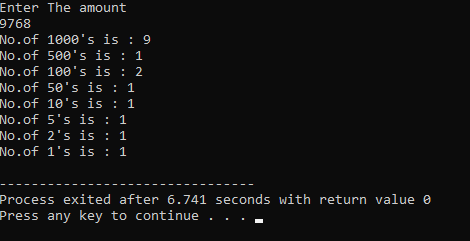 Enter The amount
9768
No.of 1000's is : 9
No.of 500's is : 1
No.of 100's is : 2
No.of 50's is : 1
No.of 10's is : 1
No.of 5's is : 1
No.of 2's is : 1
No.of 1's is : 1
--------------------------------
Process exited after 6.741 seconds with return value 0
Press any key to continue . . .